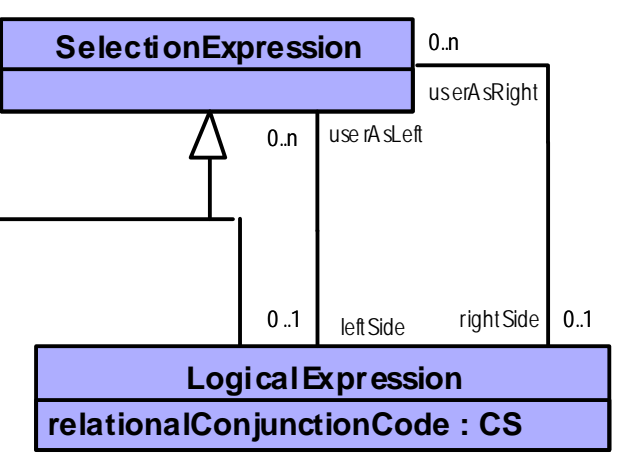 SelectionExpression
0..n
userAsRight
0..n
userAsLeft
0..1
leftSide
rightSide
0..1
LogicalExpression
relationalConjunctionCode : CS